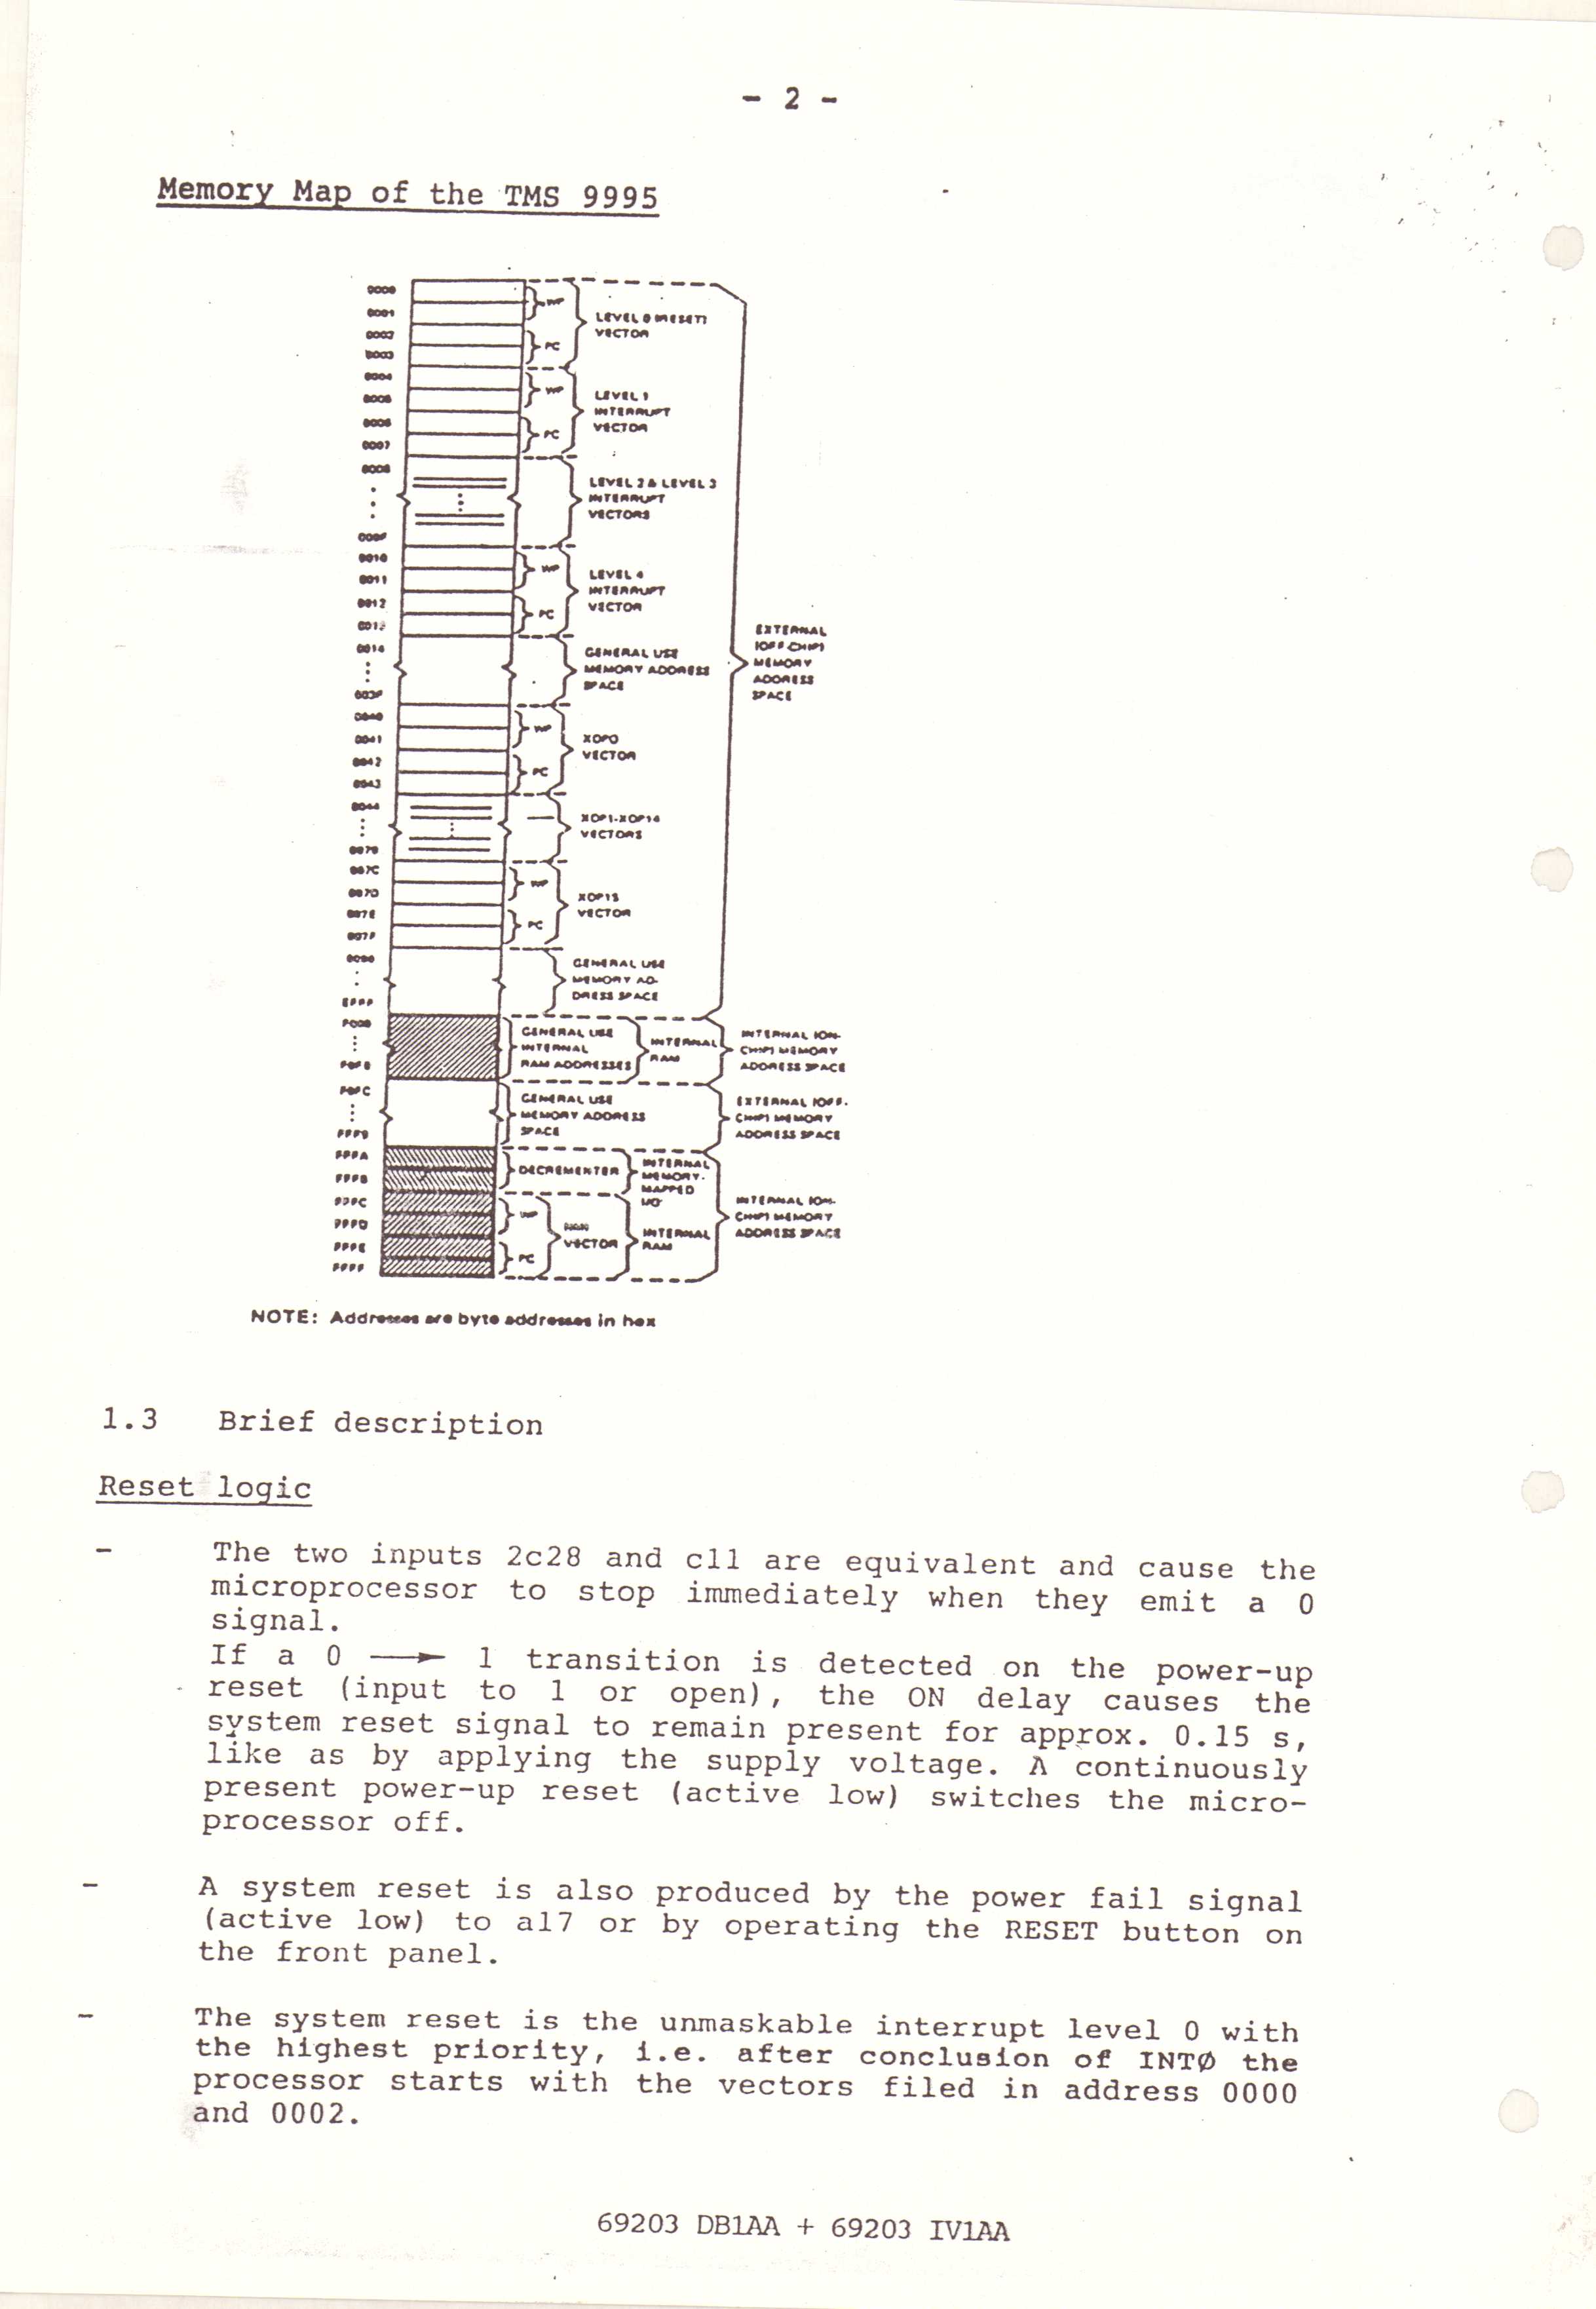 - 2 -
Memory Map of the TMS 9995
0000
0001
0002
0003
0004
0005
0006
0007
0008
000F
0010
0011
0012
0013
0014
003F
0040
0041
0042
0043
0044
007C
007D
007E
007F
EFFF
F000
F0FB
F0FC
FFF9
FFFA
FFFB
FFFC
FFFD
FFFE
FFFF
WP
PC
LEVEL 0 (RESET)
VECTOR
WP
PC
LEVEL 1
INTERRUPT
VECTOR
LEVEL 2 & LEVEL 3
INTERRUPT
VECTORS
WP
PC
LEVEL 4
INTERRUPT
VECTOR
GENERAL USE
MEMORY ADDRESS
SPACE
WP
PC
XOP0
VECTOR
XOP1-XOP14
VECTORS
WP
PC
XOP15
VECTOR
GENERAL USE
MEMORY AD-
DRESS SPACE
EXTERNAL
(OFF-CHIP)
MEMORY
ADDRESS
SPACE
GENERAL USE
INTERNAL
RAM ADDRESSES
INTERNAL
RAM
INTERNAL (ON-
CHIP) MEMORY
ADDRESS SPACE
GENERAL USE
MEMORY ADDRESS
SPACE
EXTERNAL (OFF-
CHIP) MEMORY
ADDRESS SPACE
DECREMENTER
INTERNAL
MEMORY-
MAPPED
I/O
WP
PC
VECTOR
INTERNAL
RAM
INTERNAL (ON-
CHIP) MEMORY
ADDRESS SPACE
NOTE: Addresses are byte addresses in hex
1.3 Brief description
Reset logic
- The two inputs 2c28 and c11 are equivalent and cause the
microprocessor to stop immediately when they emit a 0
signal.
If a 0 → 1 transition is detected on the power-up
reset (input to 1 or open), the ON delay causes the
system reset signal to remain present for approx. 0.15 s,
like as by applying the supply voltage. A continuously
present power-up reset (active low) switches the micro-
processor off.
- A system reset is also produced by the power fail signal
(active low) to a17 or by operating the RESET button on
the front panel.
- The system reset is the unmaskable interrupt level 0 with
the highest priority, i.e. after conclusion of INTØ the
processor starts with the vectors filed in address 0000
and 0002.
69203 DB1AA + 69203 IV1AA